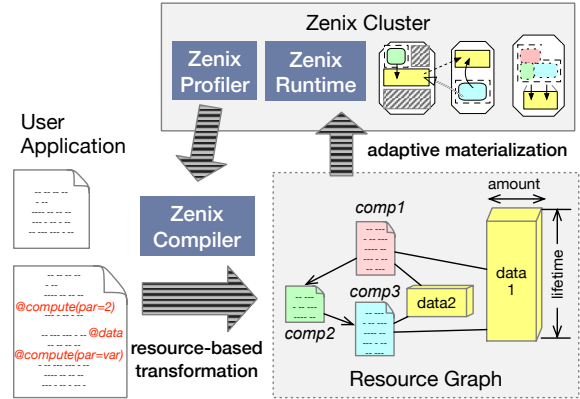 Zenix Cluster
Zenix
Profiler
Zenix
Runtime
User
Application
adaptive materialization
Zenix
Compiler
amount
comp1
data
1
lifetime
@compute(par=2)
@data
@compute(par=var)
comp3
data2
comp2
resource-based
transformation
Resource Graph